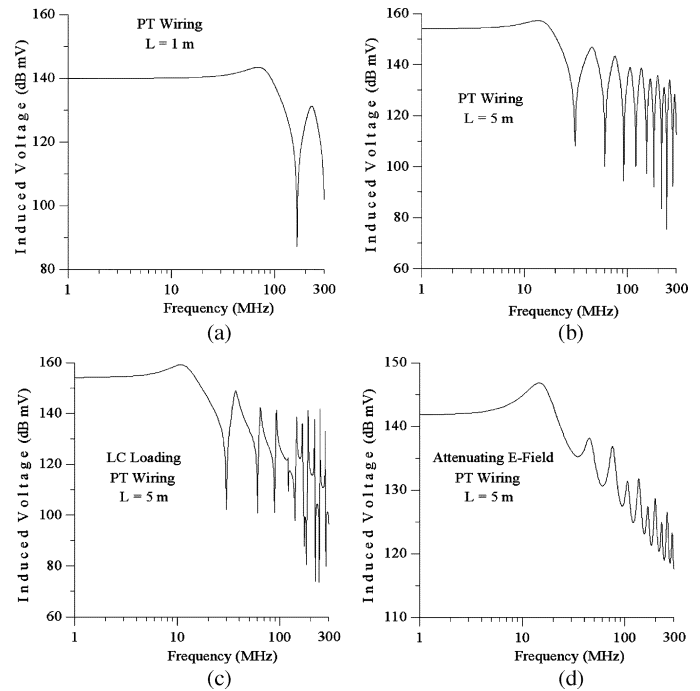 160
140
120
100
80
Induced Voltage (dB mV)
PT Wiring
L = 1 m
1
10
100
300
Frequency (MHz)
(a)
160
140
120
100
80
60
Induced Voltage (dB mV)
PT Wiring
L = 5 m
1
10
100
300
Frequency (MHz)
(b)
160
140
120
100
80
60
Induced Voltage (dB mV)
LC Loading
PT Wiring
L = 5 m
1
10
100
300
Frequency (MHz)
(c)
150
140
130
120
110
Induced Voltage (dB mV)
Attenuating E-Field
PT Wiring
L = 5 m
1
10
100
300
Frequency (MHz)
(d)